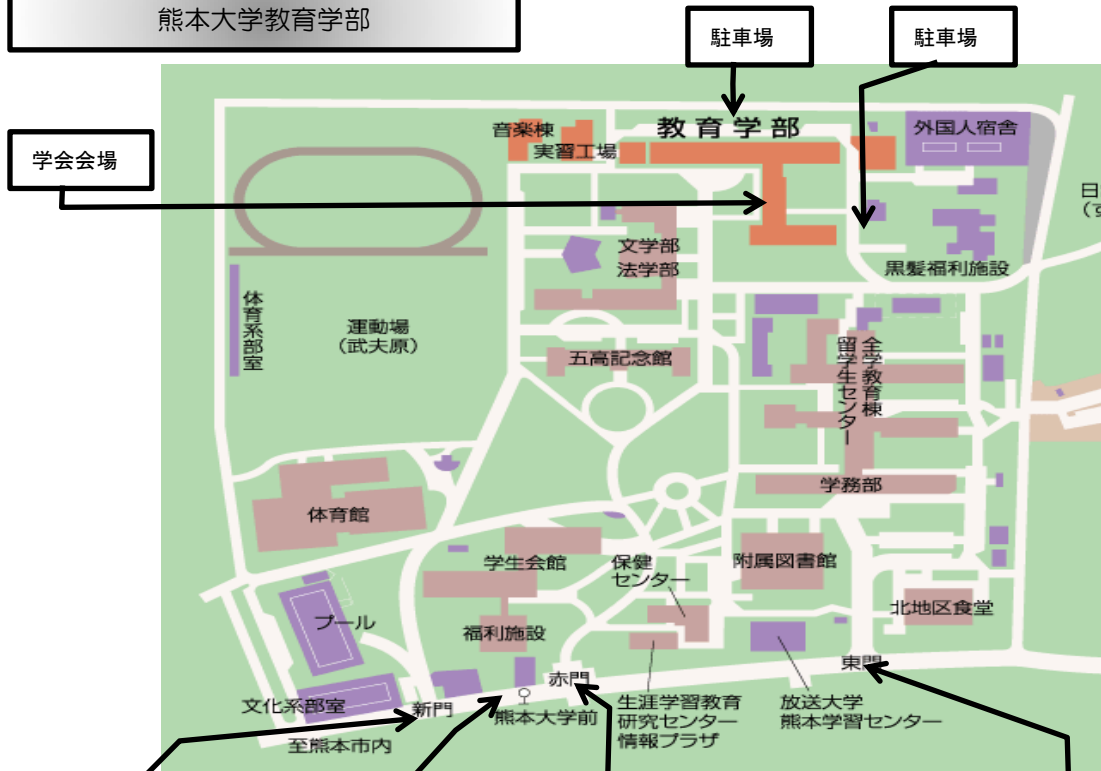 熊本大学教育学部
駐車場
駐車場
学会会場
音楽棟
実習工場
教育学部
外国人宿舎
日
(す
文学部
法学部
黒髪福利施設
体育系部室
運動場
(武夫原)
五高記念館
全学教育棟
留学生センター
学務部
体育館
学生会館
保健
センター
附属図書館
北地区食堂
プール
福利施設
東門
赤門
文化系部室
新門
熊本大学前
生涯学習教育
研究センター
情報プラザ
放送大学
熊本学習センター
至熊本市内